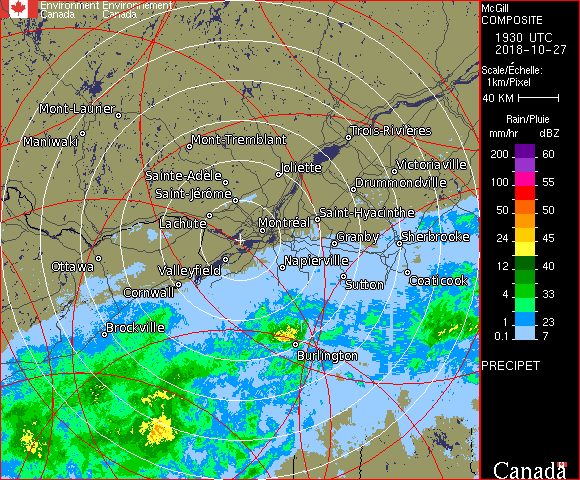 Environment Environnement
Canada Canada
Mont-Laurier
Trois-Rivières
Maniwaki
Mont-Tremblant
Joliette
Victoriaville
Sainte-Adèle
Drummondville
Saint-Jérôme
Saint-Hyacinthe
Lachute
Montréal
Granby
Sherbrooke
Ottawa
Valleyfield
Napierville
Coaticook
Cornwall
Sutton
Brockville
Burlington
McGill
COMPOSITE
1930 UTC
2018-10-27
Scale/Échelle:
1km/Pixel
40 KM
Rain/Pluie
mm/hr dBZ
200 60
100 55
50 50
24 45
12 40
4 33
1 23
0.1 7
PRECIPET
Canada